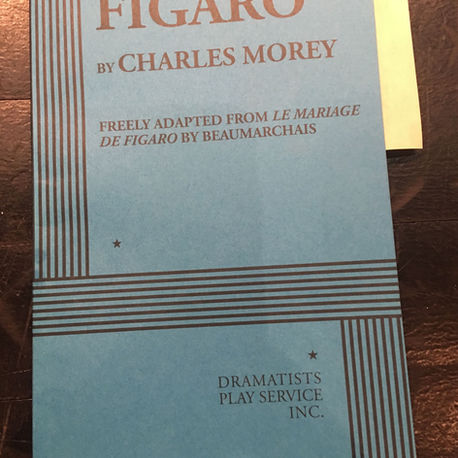 FIGARO
BY CHARLES MOREY
FREELY ADAPTED FROM LE MARIAGE
DE FIGARO BY BEAUMARCHAIS
DRAMATISTS
PLAY SERVICE
INC.